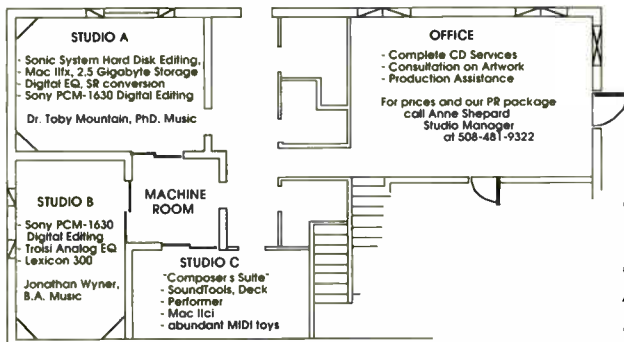 STUDIO A
- Sonic System Hard Disk Editing,
- Mac IIfx, 2.5 Gigabyte Storage
- Digital EQ, SR conversion
- Sony PCM-1630 Digital Editing
Dr. Toby Mountain, PhD. Music
OFFICE
- Complete CD Services
- Consultation on Artwork
- Production Assistance
For prices and our PR package
call Anne Shepard
Studio Manager
at 508-481-9322
STUDIO B
- Sony PCM-1630
Digital Editing
- Troisi Analog EQ
- Lexicon 300
Jonathan Wyner,
B.A. Music
MACHINE
ROOM
STUDIO C
"Composer s Suite"
- SoundTools, Deck
- Performer
- Mac IIci
- abundant MIDI toys